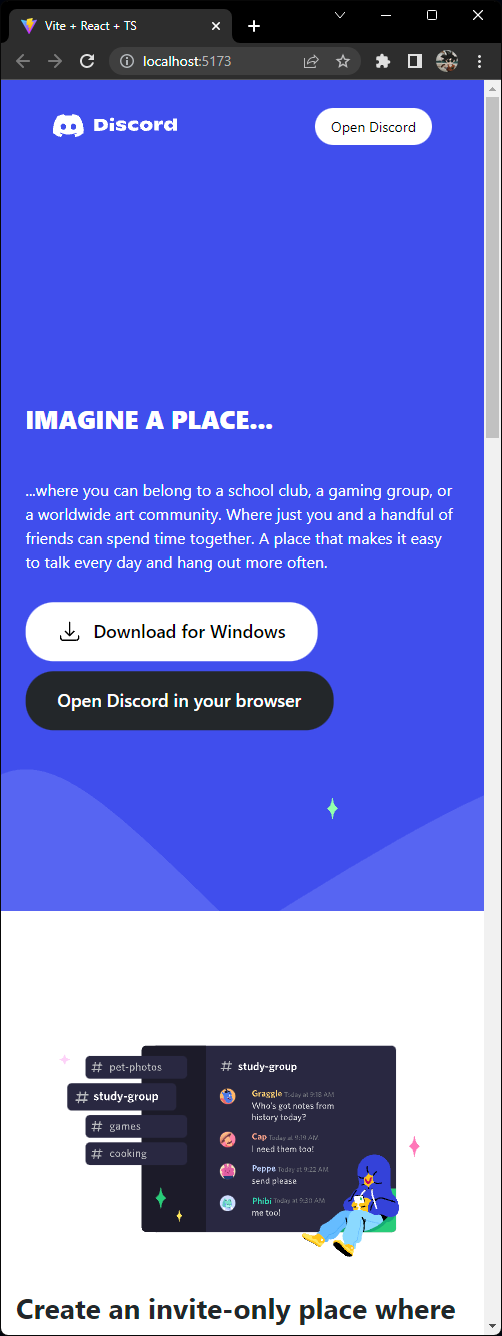 Vite + React + TS
localhost:5173
Discord
Open Discord
IMAGINE A PLACE...
...where you can belong to a school club, a gaming group, or
a worldwide art community. Where just you and a handful of
friends can spend time together. A place that makes it easy
to talk every day and hang out more often.
Download for Windows
Open Discord in your browser
# pet-photos
# study-group
# games
# cooking
# study-group
Graggle Today at 9:18 AM
Who's got notes from
history today?
Cap Today at 9:19 AM
I need them too!
Peppe Today at 9:22 AM
send please
Phibi Today at 9:30 AM
me too!
Create an invite-only place where